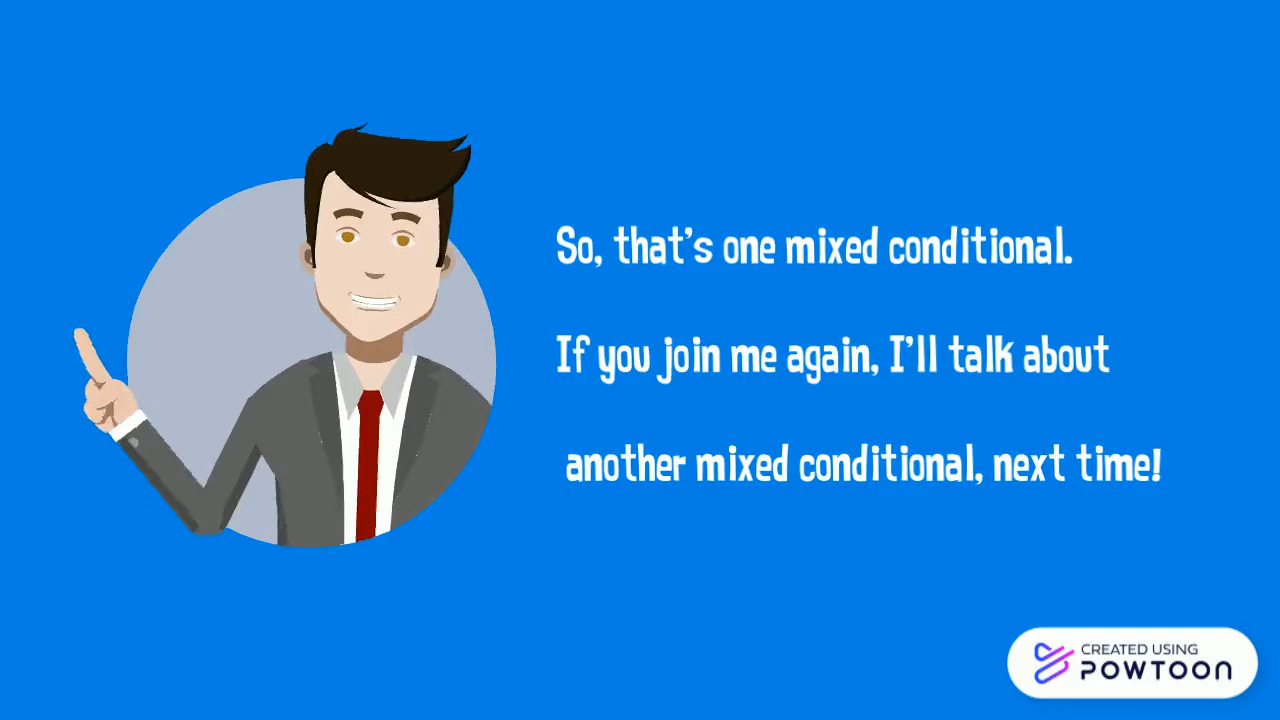 So, that's one mixed conditional.
If you join me again, I'll talk about
another mixed conditional, next time!
CREATED USING
POWTOON